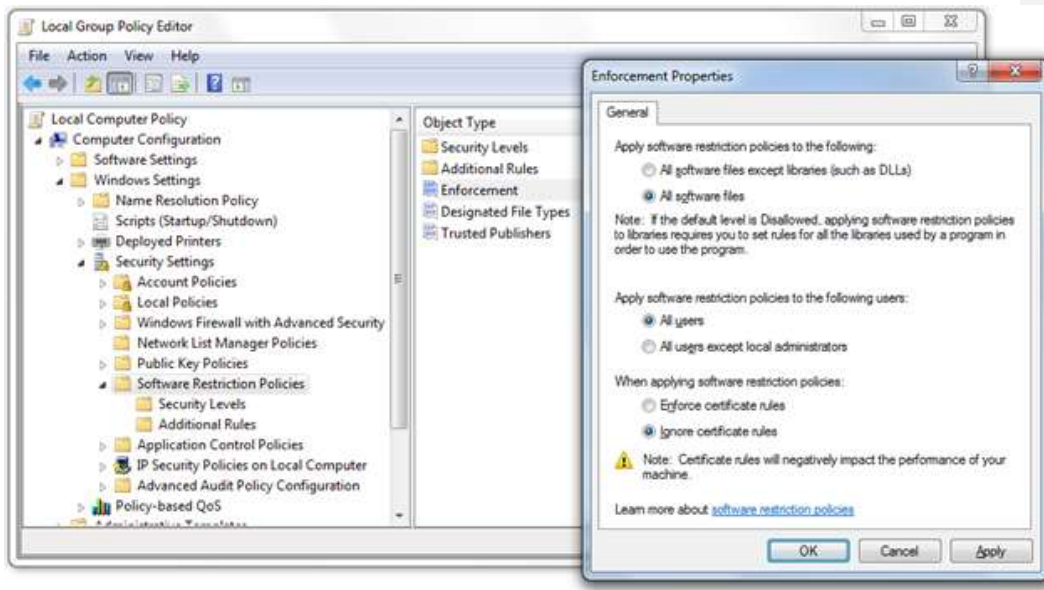 Local Group Policy Editor
File Action View Help
Local Computer Policy
Computer Configuration
Software Settings
Windows Settings
Name Resolution Policy
Scripts (Startup/Shutdown)
Deployed Printers
Security Settings
Account Policies
Local Policies
Windows Firewall with Advanced Security
Network List Manager Policies
Public Key Policies
Software Restriction Policies
Security Levels
Additional Rules
Application Control Policies
IP Security Policies on Local Computer
Advanced Audit Policy Configuration
Policy-based QoS
Administrative Templates
Object Type
Security Levels
Additional Rules
Enforcement
Designated File Types
Trusted Publishers
Enforcement Properties
General
Apply software restriction policies to the following:
All software files except libraries (such as DLLs)
All software files
Note: If the default level is Disallowed, applying software restriction policies
to libraries requires you to set rules for all the libraries used by a program in
order to use the program.
Apply software restriction policies to the following users:
All users
All users except local administrators
When applying software restriction policies:
Enforce certificate rules
Ignore certificate rules
Note: Certificate rules will negatively impact the performance of your
machine.
Learn more about software restriction policies
OK Cancel Apply